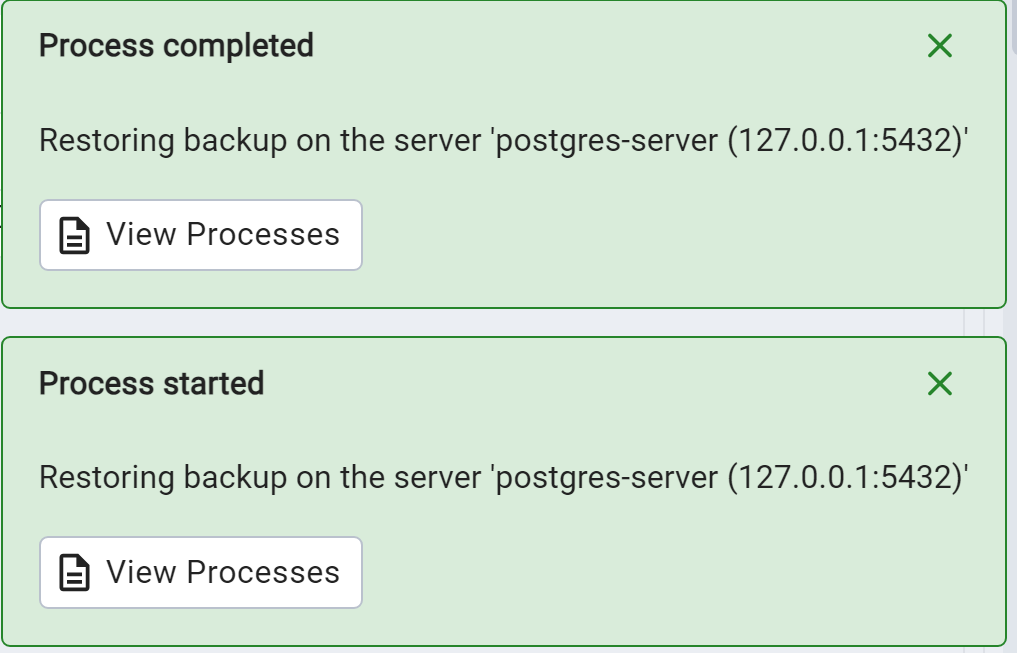 Process completed
Restoring backup on the server 'postgres-server (127.0.0.1:5432)'
View Processes
Process started
Restoring backup on the server 'postgres-server (127.0.0.1:5432)'
View Processes